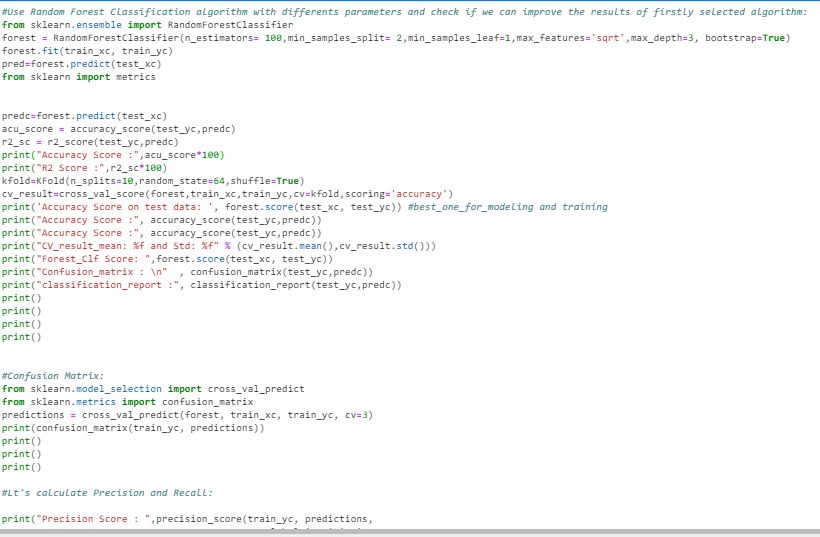 #Use Random Forest Classification algorithm with differents parameters and check if we can improve the results of firstly selected algorithm:
from sklearn.ensemble import RandomForestClassifier
forest = RandomForestClassifier(n_estimators= 100,min_samples_split= 2,min_samples_leaf=1,max_features='sqrt',max_depth=3, bootstrap=True)
forest.fit(train_xc, train_yc)
pred=forest.predict(test_xc)
from sklearn import metrics
predc=forest.predict(test_xc)
acu_score = accuracy_score(test_yc,predc)
r2_sc = r2_score(test_yc,predc)
print("Accuracy Score :",acu_score*100)
print("R2 Score :",r2_sc*100)
kfold=KFold(n_splits=10,random_state=64,shuffle=True)
cv_result=cross_val_score(forest,train_xc,train_yc,cv=kfold,scoring='accuracy')
print('Accuracy Score on test data: ', forest.score(test_xc, test_yc)) #best_one_for_modeling and training
print("Accuracy Score :", accuracy_score(test_yc,predc))
print("Accuracy Score :", accuracy_score(test_yc,predc))
print("CV_result_mean: %f and Std: %f" % (cv_result.mean(),cv_result.std()))
print("Forest_Clf Score: ",forest.score(test_xc, test_yc))
print("Confusion_matrix : \n"  , confusion_matrix(test_yc,predc))
print("classification_report :", classification_report(test_yc,predc))
print()
print()
print()
print()
#Confusion Matrix:
from sklearn.model_selection import cross_val_predict
from sklearn.metrics import confusion_matrix
predictions = cross_val_predict(forest, train_xc, train_yc, cv=3)
print(confusion_matrix(train_yc, predictions))
print()
print()
print()
#Lt's calculate Precision and Recall:
print("Precision Score : ",precision_score(train_yc, predictions,